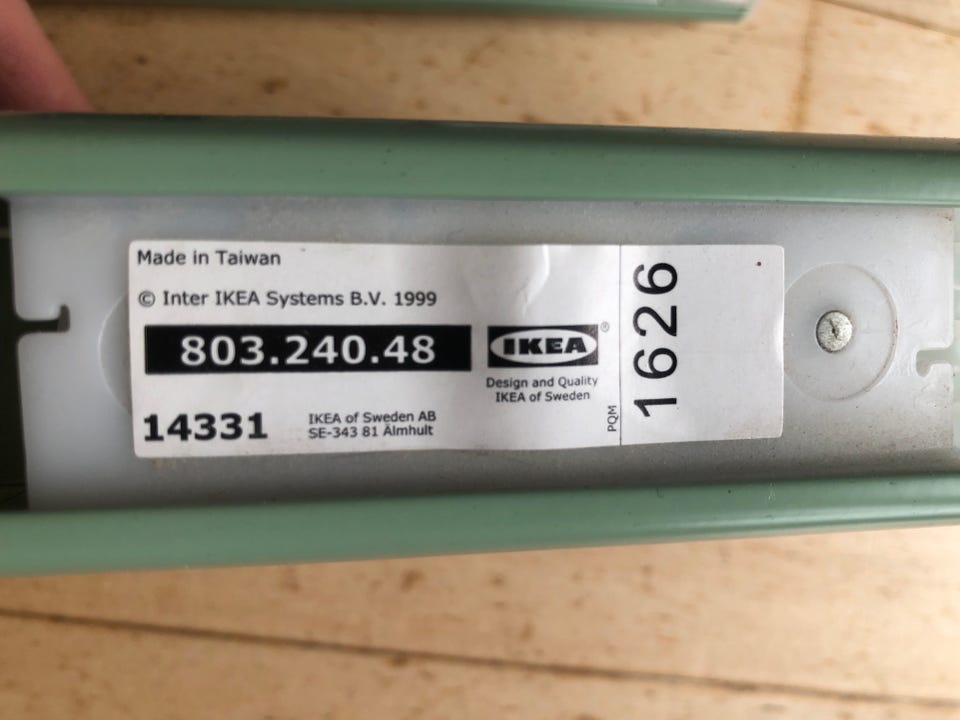 Made in Taiwan
© Inter IKEA Systems B.V. 1999
803.240.48
IKEA®
Design and Quality
IKEA of Sweden
14331
IKEA of Sweden AB
SE-343 81 Älmhult
PQM
1626